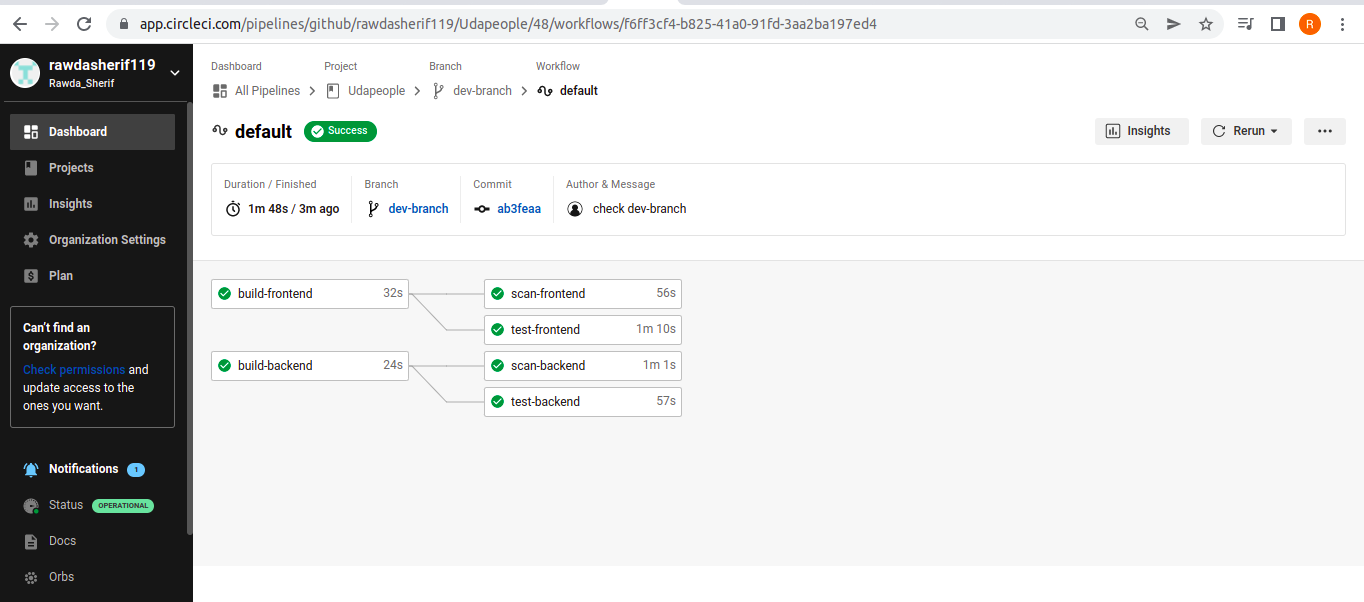 app.circleci.com/pipelines/github/rawdasherif119/Udapeople/48/workflows/f6ff3cf4-b825-41a0-91fd-3aa2ba197ed4
R
rawdasherif119
Rawda_Sherif
Dashboard
Projects
Insights
Organization Settings
Plan
Can't find an
organization?
Check permissions and
update access to the
ones you want.
Notifications 1
Status OPERATIONAL
Docs
Orbs
Dashboard Project Branch Workflow
All Pipelines Udapeople dev-branch default
default Success
Insights Rerun
Duration / Finished Branch Commit Author & Message
1m 48s / 3m ago dev-branch ab3feaa check dev-branch
build-frontend 32s scan-frontend 56s
test-frontend 1m 10s
build-backend 24s scan-backend 1m 1s
test-backend 57s